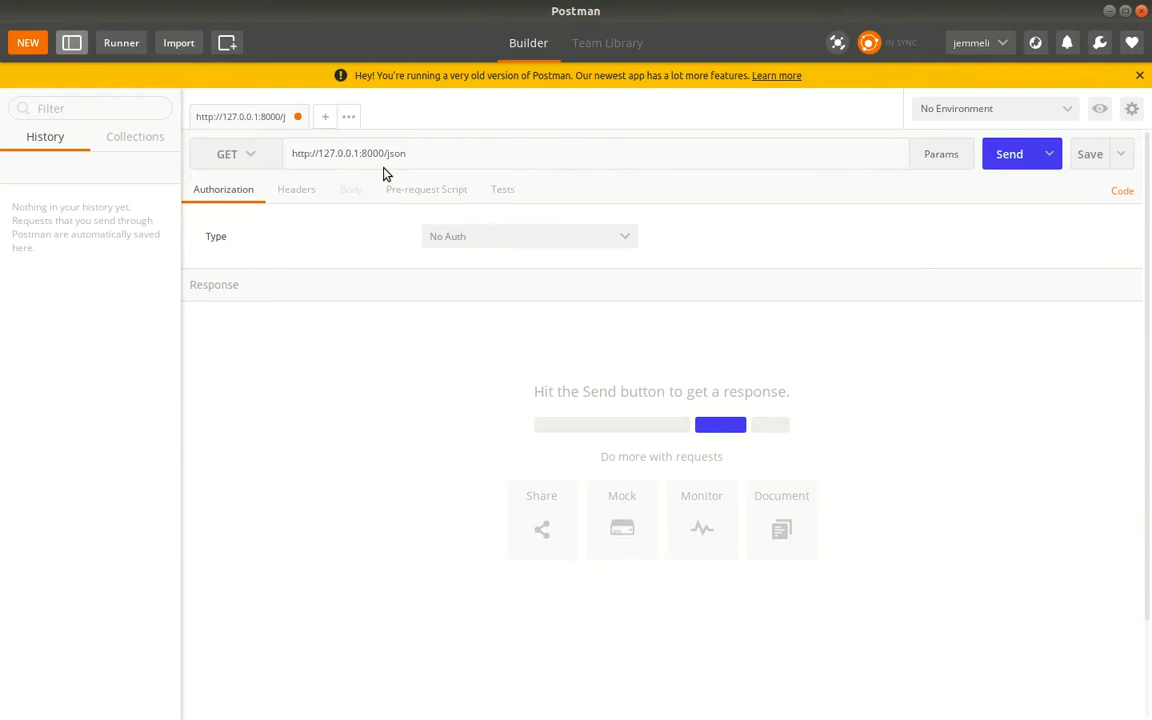 Postman
NEW Runner Import Builder Team Library IN SYNC jemmeli
Hey! You're running a very old version of Postman. Our newest app has a lot more features. Learn more
Filter
History Collections
Nothing in your history yet.
Requests that you send through
Postman are automatically saved
here.
http://127.0.0.1:8000/j
No Environment
GET http://127.0.0.1:8000/json Params Send Save
Authorization Headers Body Pre-request Script Tests Code
Type No Auth
Response
Hit the Send button to get a response.
Do more with requests
Share Mock Monitor Document